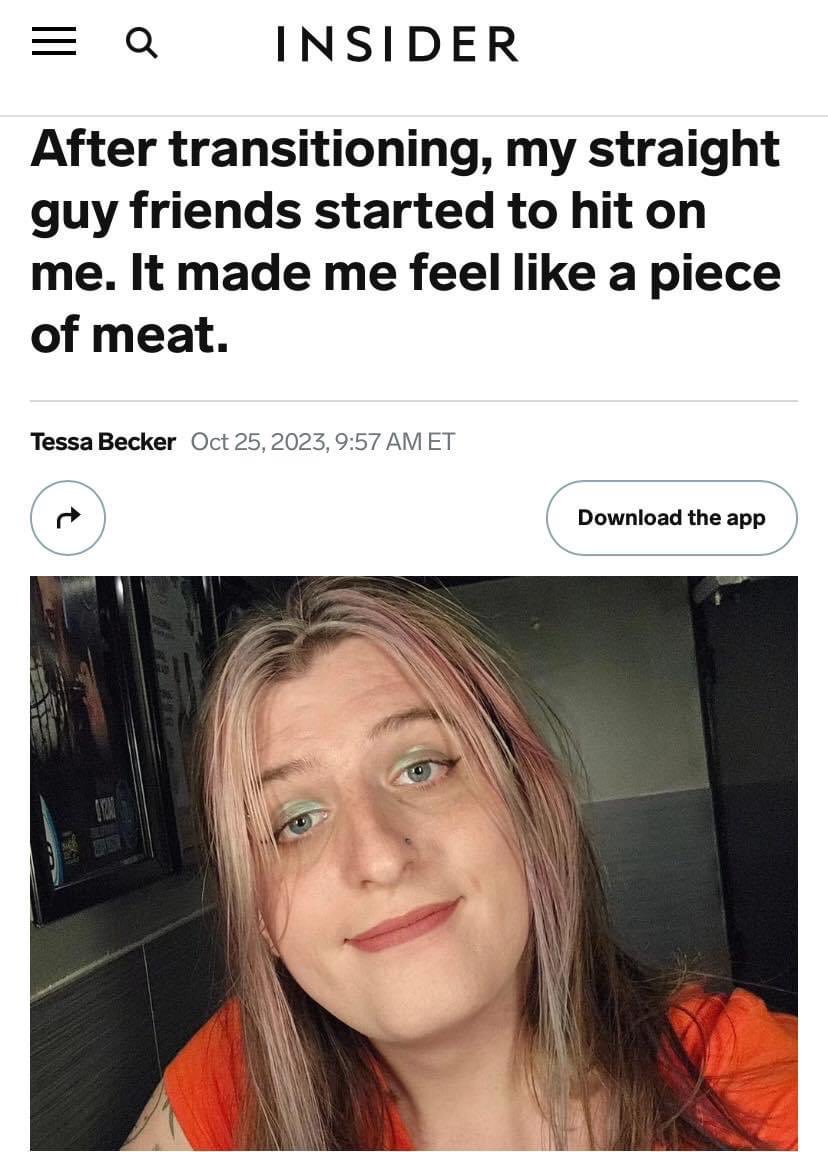 INSIDER
After transitioning, my straight
guy friends started to hit on
me. It made me feel like a piece
of meat.
Tessa Becker Oct 25, 2023, 9:57 AM ET
Download the app